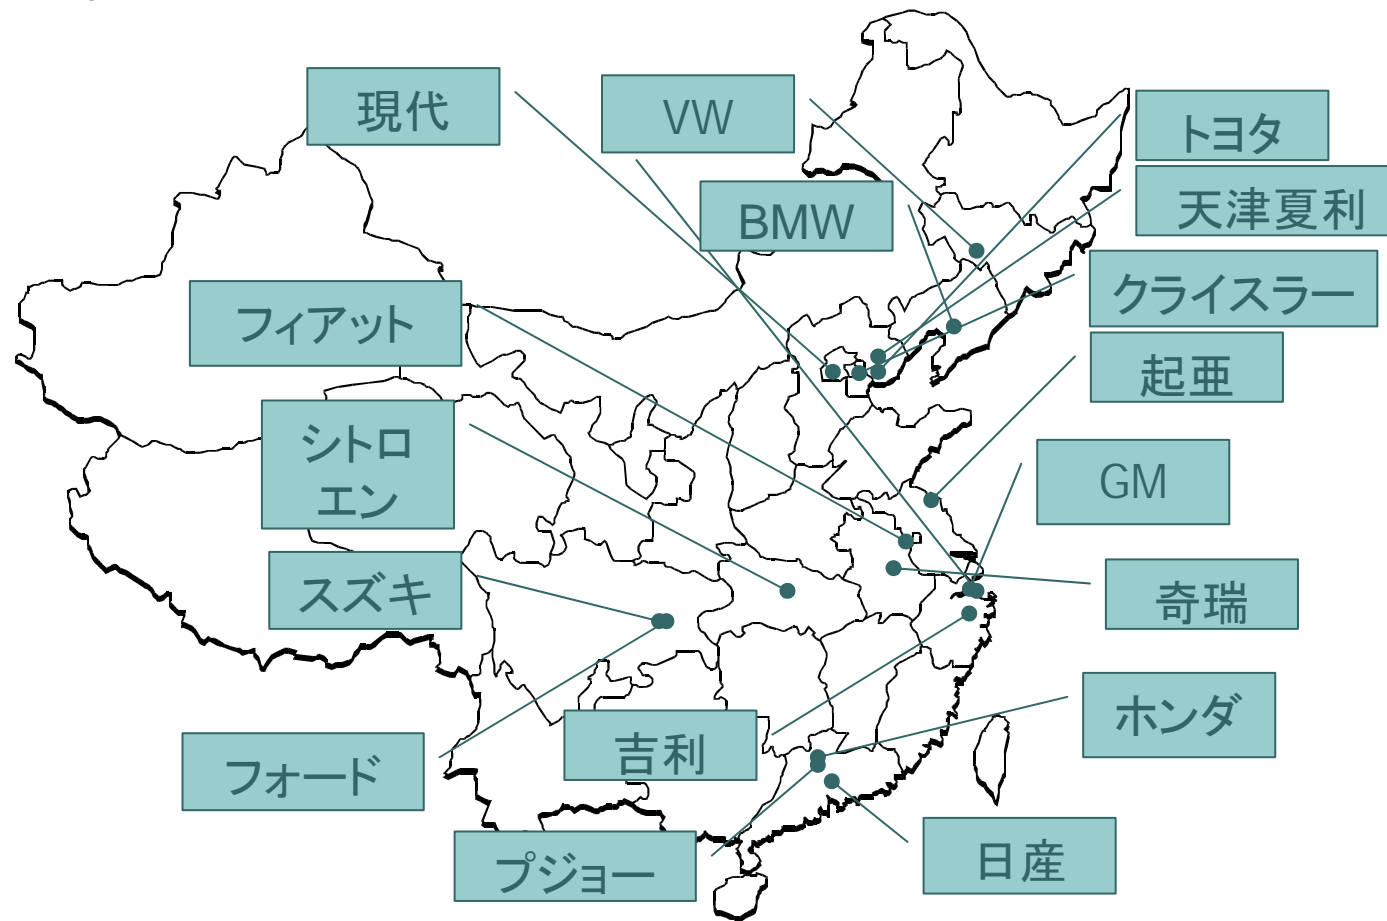 現代
VW
トヨタ
天津夏利
BMW
クライスラー
フィアット
起亜
シトロ
エン
GM
スズキ
奇瑞
ホンダ
吉利
フォード
プジョー
日産